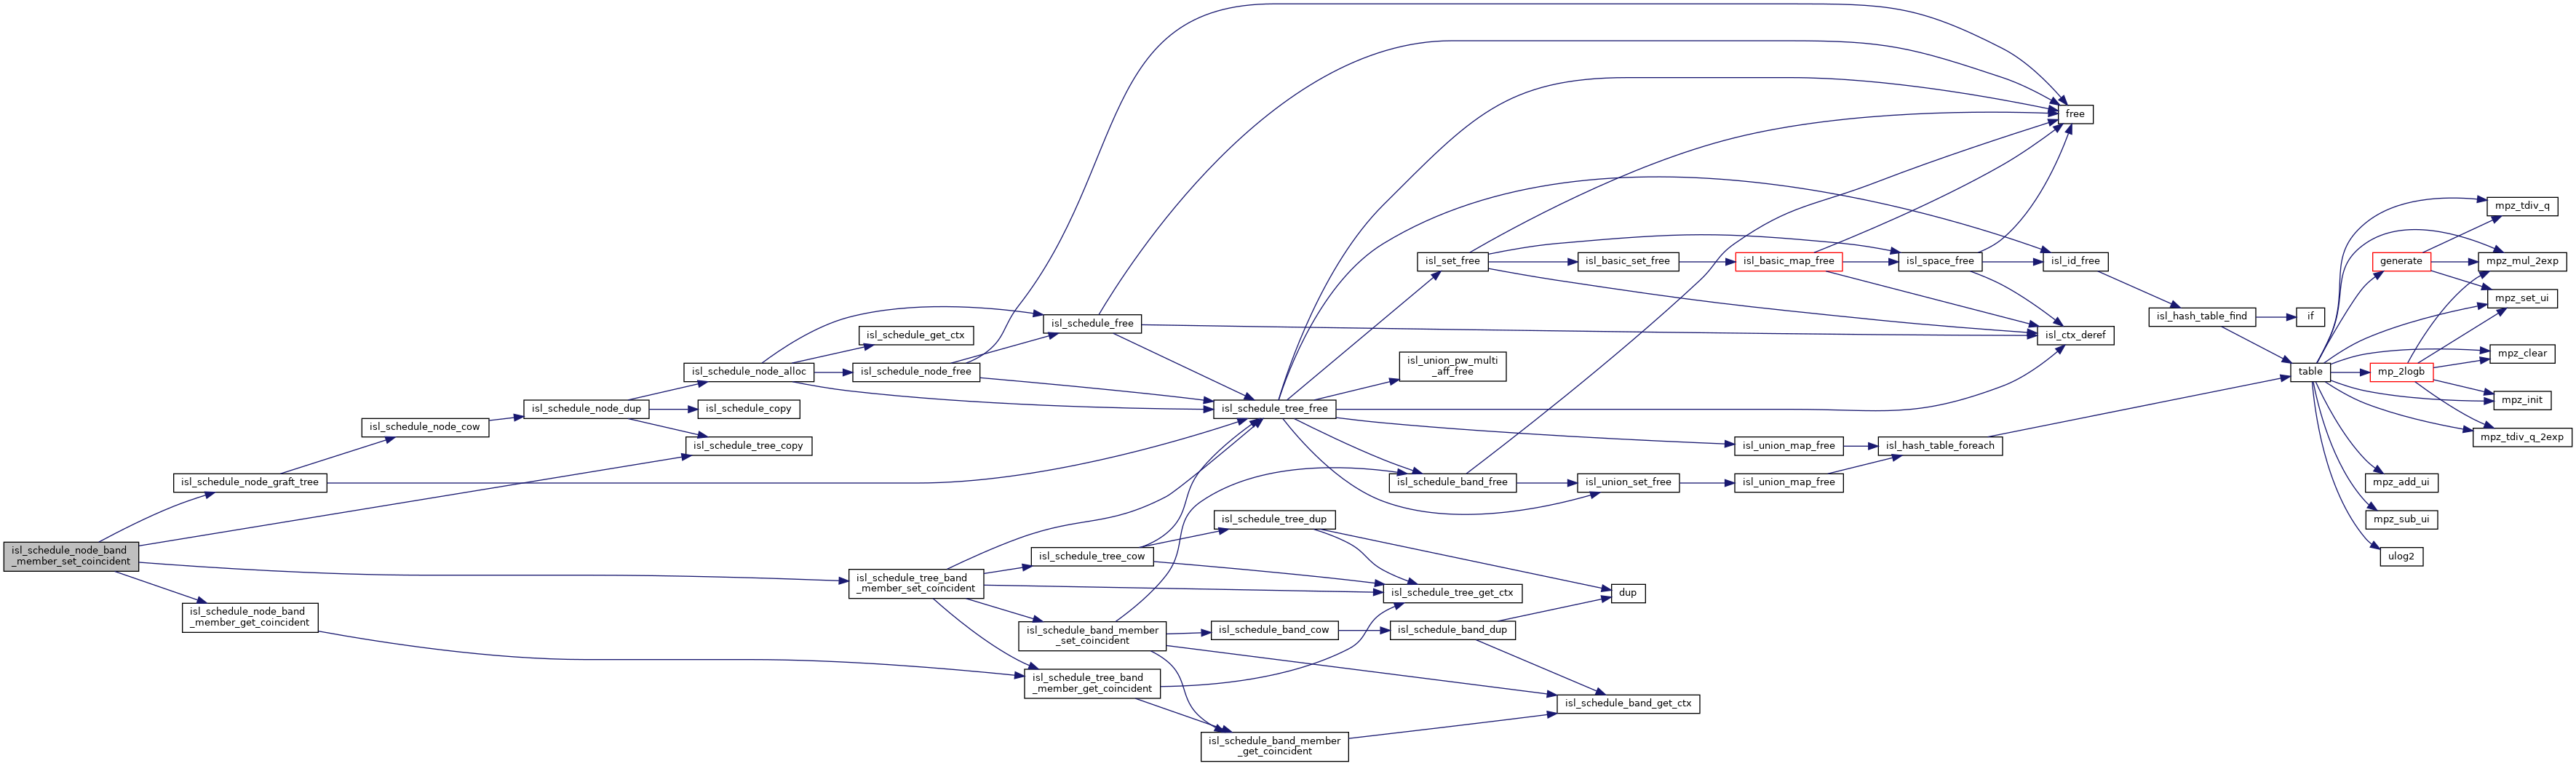 isl_schedule_node_band
_member_set_coincident
isl_schedule_node_graft_tree
isl_schedule_node_band
_member_get_coincident
isl_schedule_node_cow
isl_schedule_node_dup
isl_schedule_node_alloc
isl_schedule_copy
isl_schedule_tree_copy
isl_schedule_get_ctx
isl_schedule_node_free
isl_schedule_tree_band
_member_set_coincident
isl_schedule_free
isl_schedule_tree_cow
isl_schedule_band_member
_set_coincident
isl_schedule_tree_band
_member_get_coincident
isl_schedule_tree_free
isl_schedule_tree_dup
isl_schedule_band_cow
isl_schedule_band_member
_get_coincident
isl_set_free
isl_union_pw_multi
_aff_free
isl_schedule_band_free
isl_schedule_tree_get_ctx
isl_schedule_band_dup
isl_basic_set_free
isl_union_set_free
dup
isl_schedule_band_get_ctx
isl_basic_map_free
isl_union_map_free
isl_union_map_free
isl_space_free
isl_hash_table_foreach
free
isl_id_free
isl_ctx_deref
isl_hash_table_find
if
table
generate
mp_2logb
mpz_add_ui
mpz_sub_ui
ulog2
mpz_tdiv_q
mpz_mul_2exp
mpz_set_ui
mpz_clear
mpz_init
mpz_tdiv_q_2exp